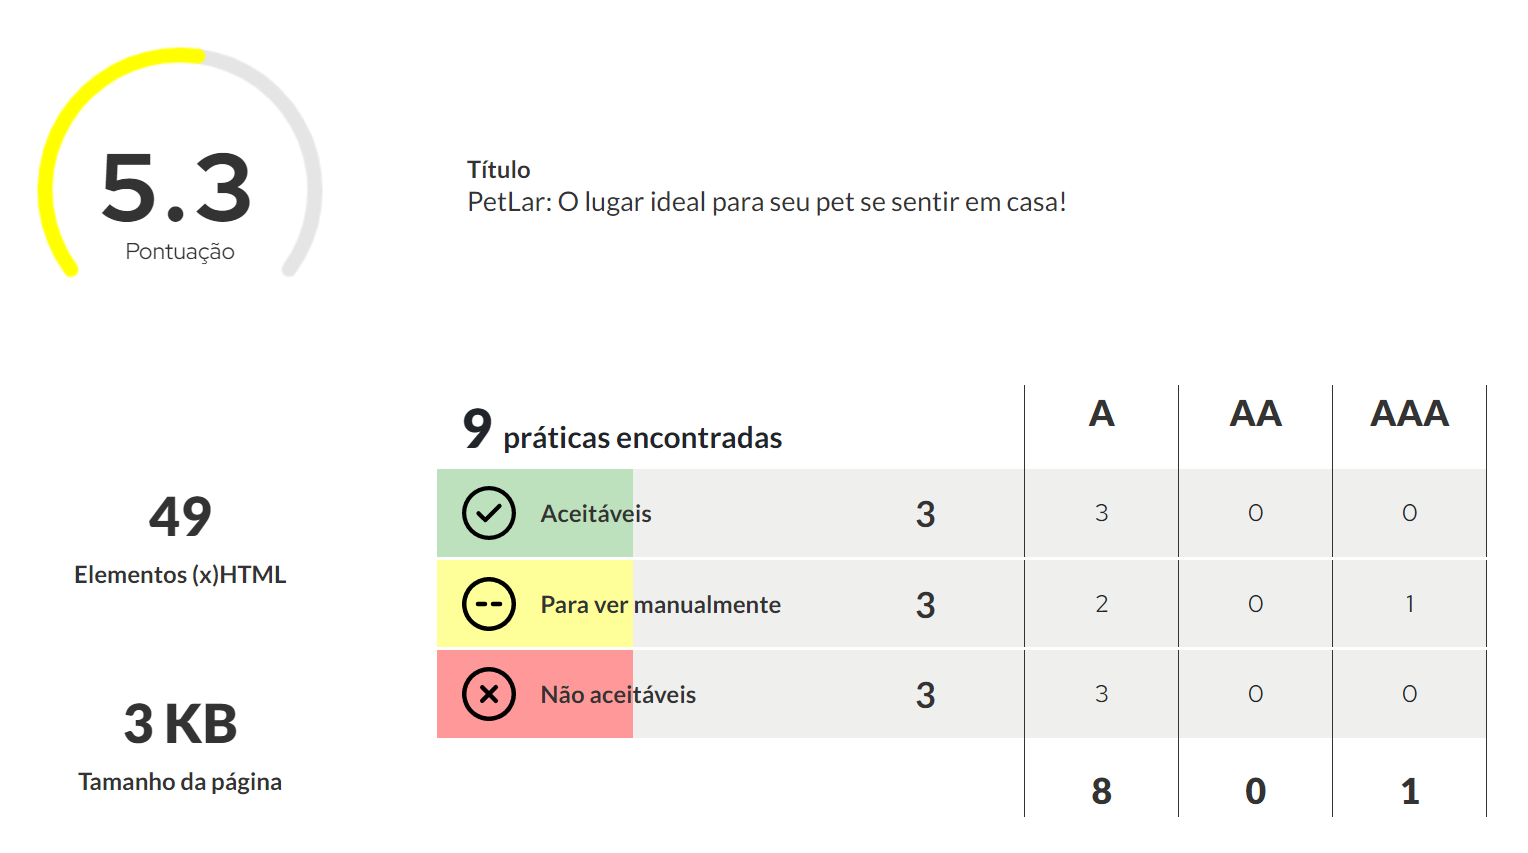 5.3
Pontuação
Título
PetLar: O lugar ideal para seu pet se sentir em casa!
49
Elementos (x)HTML
3 KB
Tamanho da página
9 práticas encontradas A AA AAA
Aceitáveis 3 3 0 0
Para ver manualmente 3 2 0 1
Não aceitáveis 3 3 0 0
8 0 1